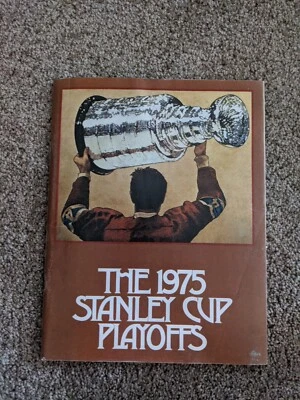 THE 1975
STANLEY CUP
PLAYOFFS